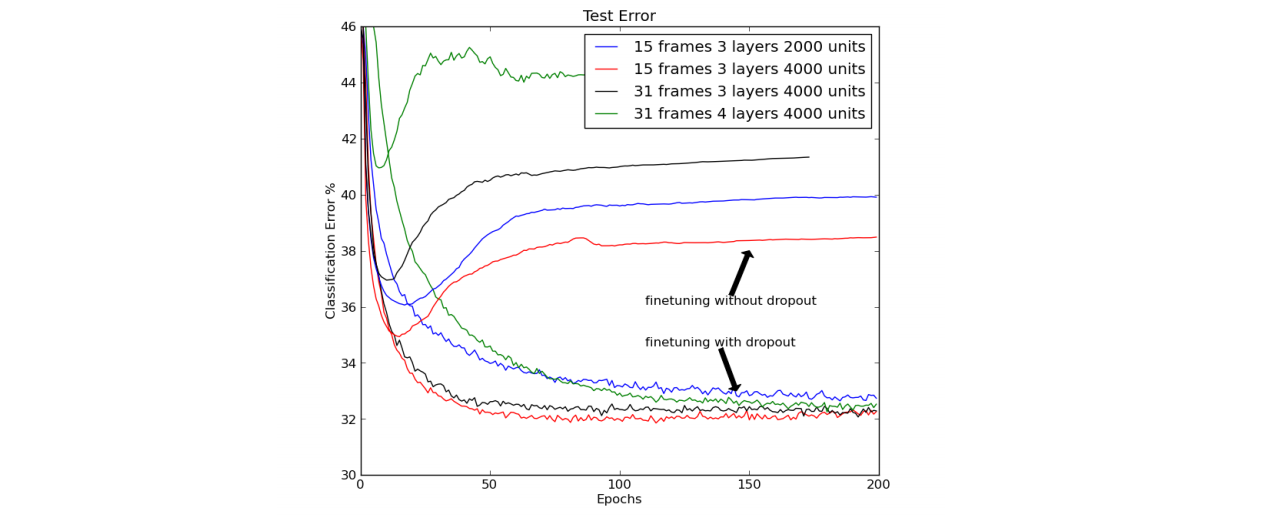 Test Error
46
44
42
40
38
36
34
32
30
Classification Error %
15 frames 3 layers 2000 units
15 frames 3 layers 4000 units
31 frames 3 layers 4000 units
31 frames 4 layers 4000 units
finetuning without dropout
finetuning with dropout
0 50 100 150 200
Epochs